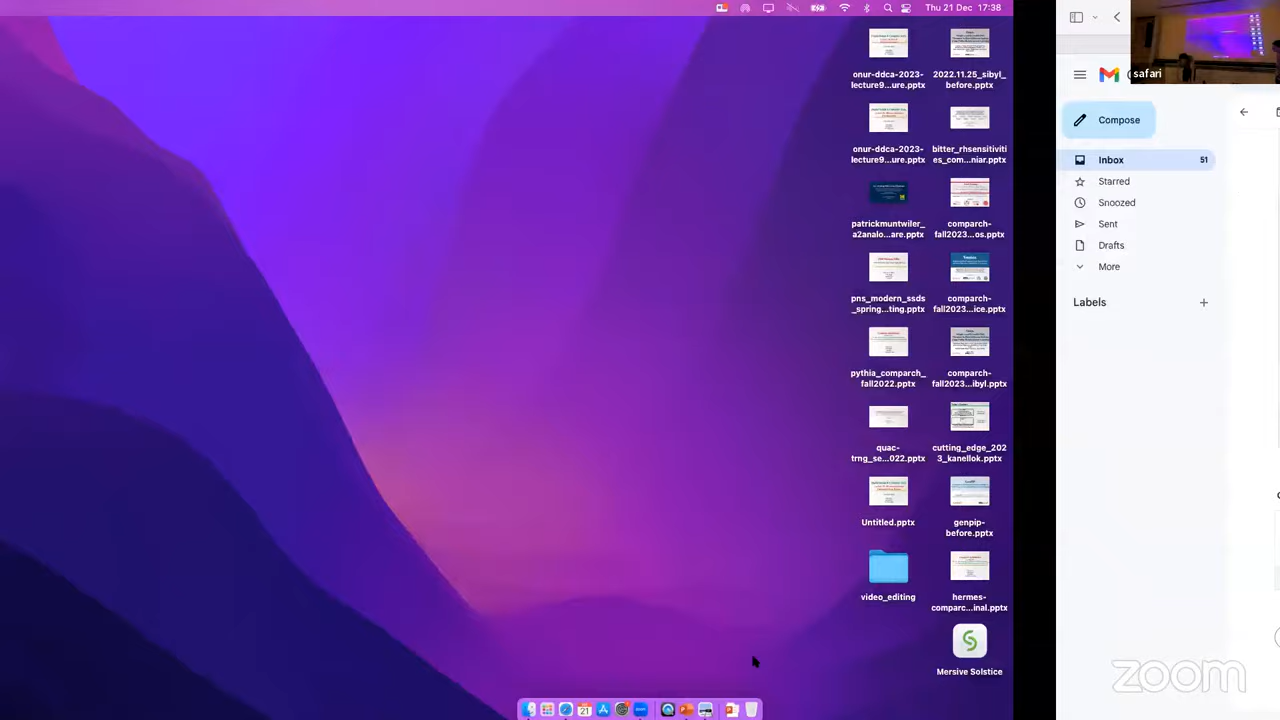 Thu 21 Dec 17:38
onur-ddca-2023-
lecture9...ure.pptx
2022.11.25_sibyl_
before.pptx
onur-ddca-2023-
lecture9...ure.pptx
bitter_rhsensitiviti
es_com...niar.pptx
patrickmuntwiler_
a2analo...are.pptx
comparch-
fall2023...os.pptx
pns_modern_ssds
_spring...ting.pptx
comparch-
fall2023...ice.pptx
pythia_comparch_
fall2022.pptx
comparch-
fall2023...ibyl.pptx
quac-
trng_se...022.pptx
cutting_edge_202
3_kanellok.pptx
Untitled.pptx
genpip-
before.pptx
video_editing
hermes-
comparc...inal.pptx
Mersive Solstice
safari
Compose
Inbox 51
Starred
Snoozed
Sent
Drafts
More
Labels
zoom